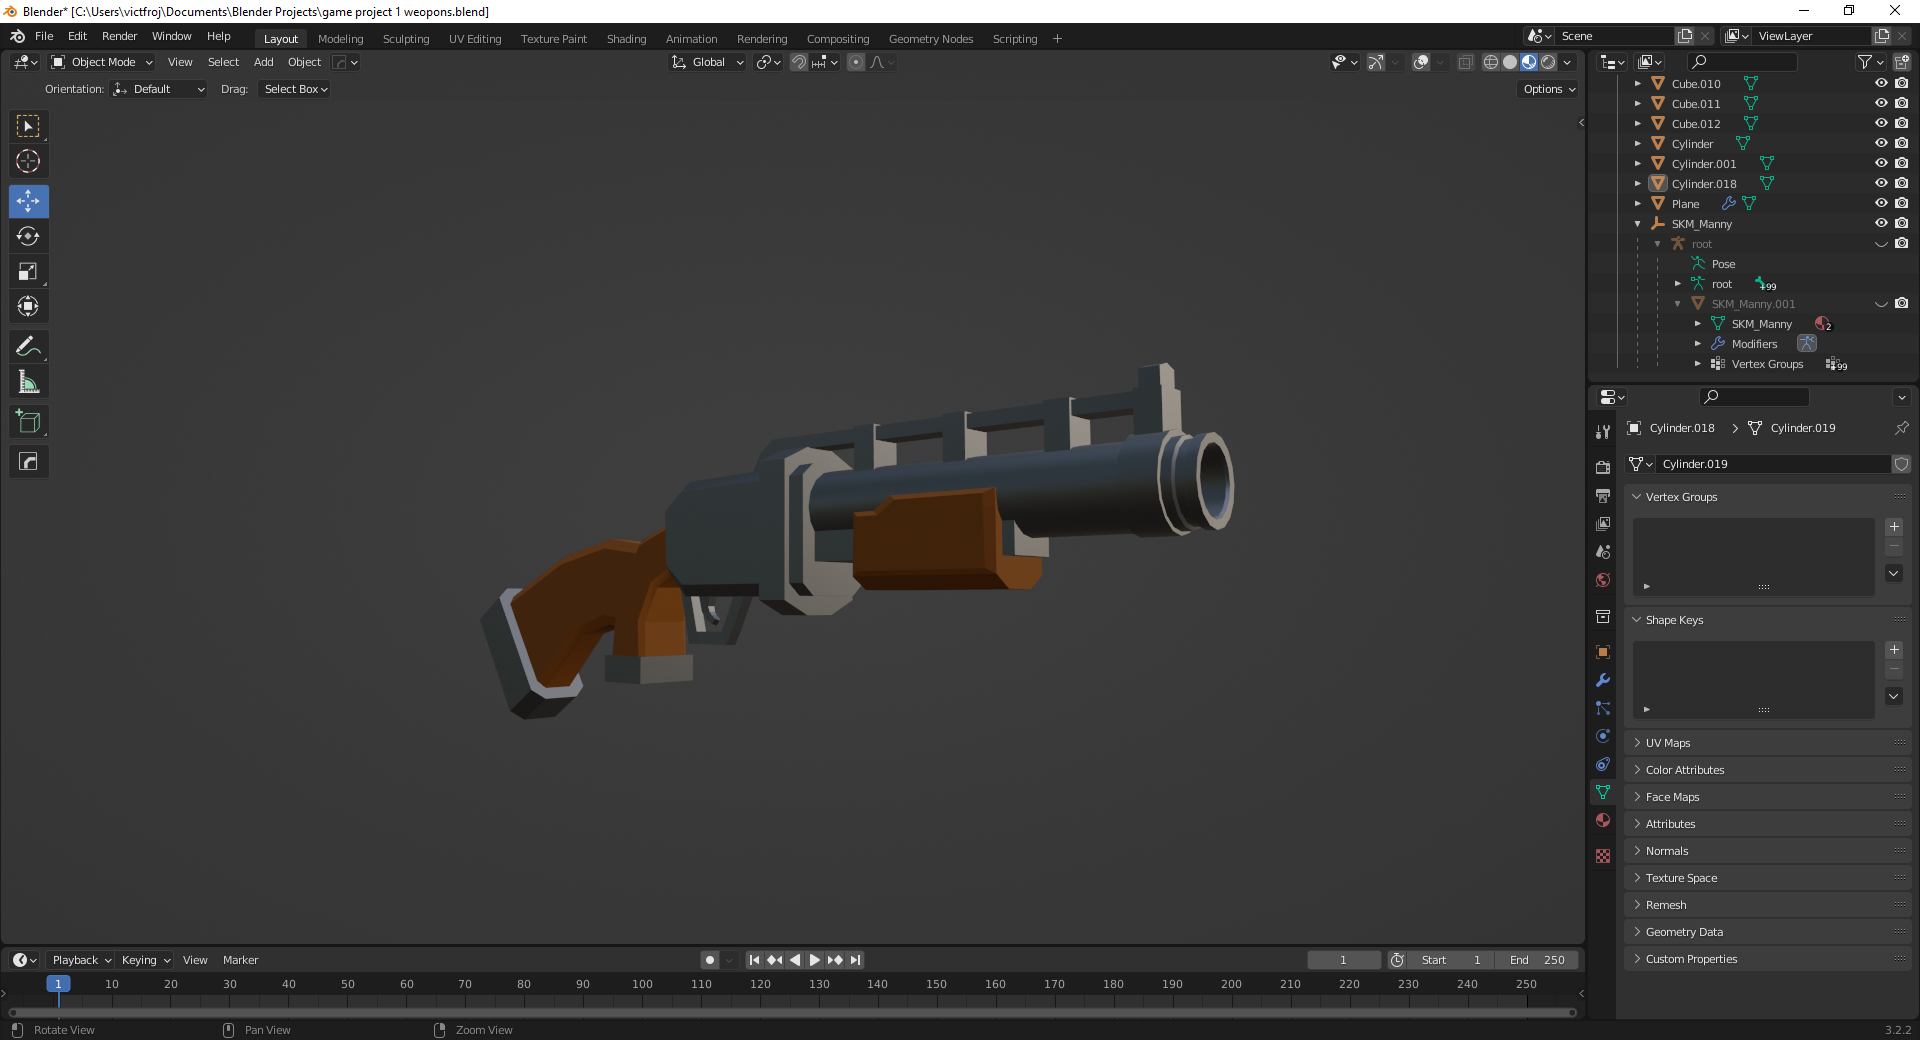 Blender* [C:\Users\victfroj\Documents\Blender Projects\game project 1 weopons.blend]
File Edit Render Window Help Layout Modeling Sculpting UV Editing Texture Paint Shading Animation Rendering Compositing Geometry Nodes Scripting + Scene ViewLayer
Object Mode View Select Add Object Global
Orientation: Default Drag: Select Box Options
Cube.010
Cube.011
Cube.012
Cylinder
Cylinder.001
Cylinder.018
Plane
SKM_Manny
root
Pose
root +99
SKM_Manny.001
SKM_Manny 2
Modifiers
Vertex Groups +99
Cylinder.018 Cylinder.019
Cylinder.019
Vertex Groups
Shape Keys
UV Maps
Color Attributes
Face Maps
Attributes
Normals
Texture Space
Remesh
Geometry Data
Custom Properties
Playback Keying View Marker 1 Start 1 End 250
1 10 20 30 40 50 60 70 80 90 100 110 120 130 140 150 160 170 180 190 200 210 220 230 240 250
Rotate View Pan View Zoom View 3.2.2